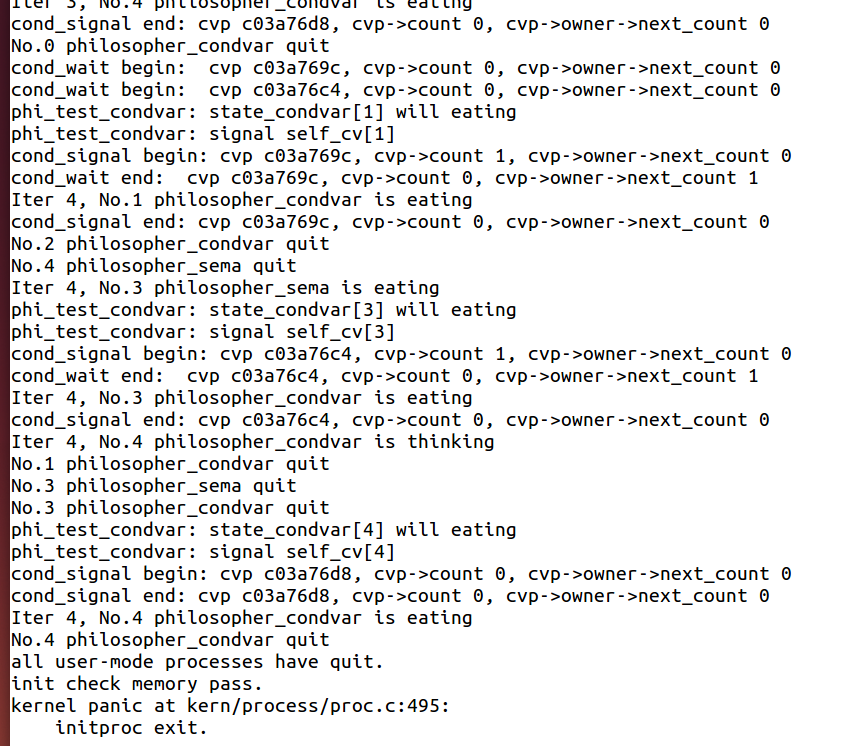 Iter 3, No.4 philosopher_condvar is eating
cond_signal end: cvp c03a76d8, cvp->count 0, cvp->owner->next_count 0
No.0 philosopher_condvar quit
cond_wait begin:  cvp c03a769c, cvp->count 0, cvp->owner->next_count 0
cond_wait begin:  cvp c03a76c4, cvp->count 0, cvp->owner->next_count 0
phi_test_condvar: state_condvar[1] will eating
phi_test_condvar: signal self_cv[1]
cond_signal begin: cvp c03a769c, cvp->count 1, cvp->owner->next_count 0
cond_wait end:  cvp c03a769c, cvp->count 0, cvp->owner->next_count 1
Iter 4, No.1 philosopher_condvar is eating
cond_signal end: cvp c03a769c, cvp->count 0, cvp->owner->next_count 0
No.2 philosopher_condvar quit
No.4 philosopher_sema quit
Iter 4, No.3 philosopher_sema is eating
phi_test_condvar: state_condvar[3] will eating
phi_test_condvar: signal self_cv[3]
cond_signal begin: cvp c03a76c4, cvp->count 1, cvp->owner->next_count 0
cond_wait end:  cvp c03a76c4, cvp->count 0, cvp->owner->next_count 1
Iter 4, No.3 philosopher_condvar is eating
cond_signal end: cvp c03a76c4, cvp->count 0, cvp->owner->next_count 0
Iter 4, No.4 philosopher_condvar is thinking
No.1 philosopher_condvar quit
No.3 philosopher_sema quit
No.3 philosopher_condvar quit
phi_test_condvar: state_condvar[4] will eating
phi_test_condvar: signal self_cv[4]
cond_signal begin: cvp c03a76d8, cvp->count 0, cvp->owner->next_count 0
cond_signal end: cvp c03a76d8, cvp->count 0, cvp->owner->next_count 0
Iter 4, No.4 philosopher_condvar is eating
No.4 philosopher_condvar quit
all user-mode processes have quit.
init check memory pass.
kernel panic at kern/process/proc.c:495:
    initproc exit.